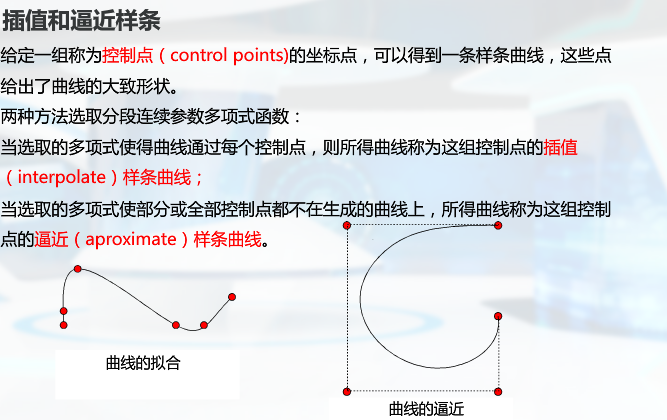 插值和逼近样条
给定一组称为控制点（control points)的坐标点，可以得到一条样条曲线，这些点
给出了曲线的大致形状。
两种方法选取分段连续参数多项式函数：
当选取的多项式使得曲线通过每个控制点，则所得曲线称为这组控制点的插值
（interpolate）样条曲线；
当选取的多项式使部分或全部控制点都不在生成的曲线上，所得曲线称为这组控制
点的逼近（aproximate）样条曲线。
曲线的拟合
曲线的逼近